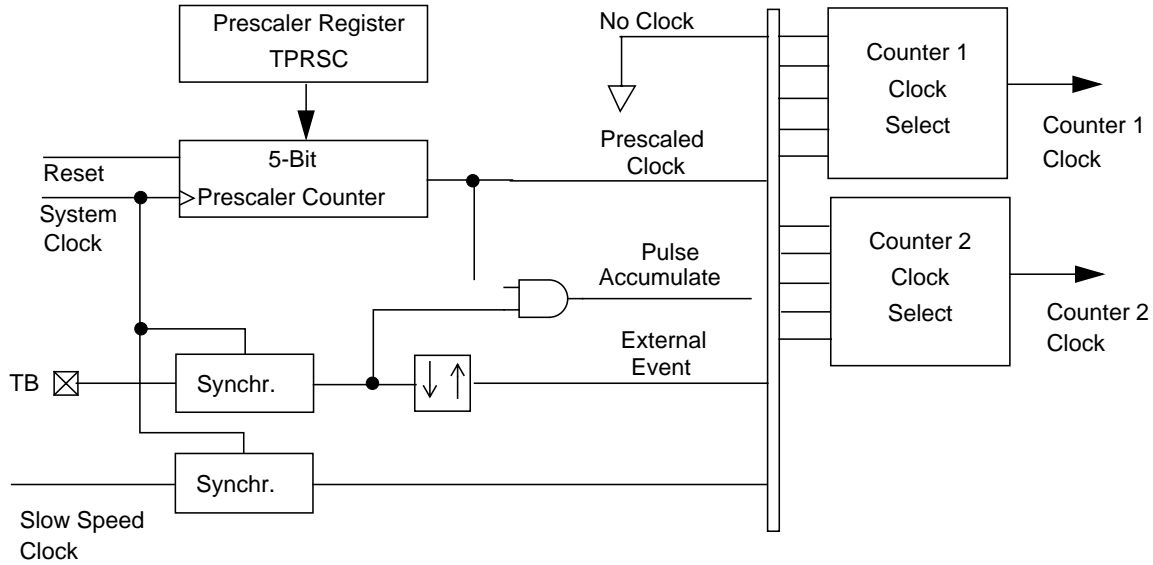 Prescaler Register
TPRSC
No Clock
Counter 1
Clock
Select
Counter 1
Clock
Reset
5-Bit
Prescaler Counter
Prescaled
Clock
System
Clock
Counter 2
Clock
Select
Counter 2
Clock
Pulse
Accumulate
External
Event
TB
Synchr.
Synchr.
Slow Speed
Clock